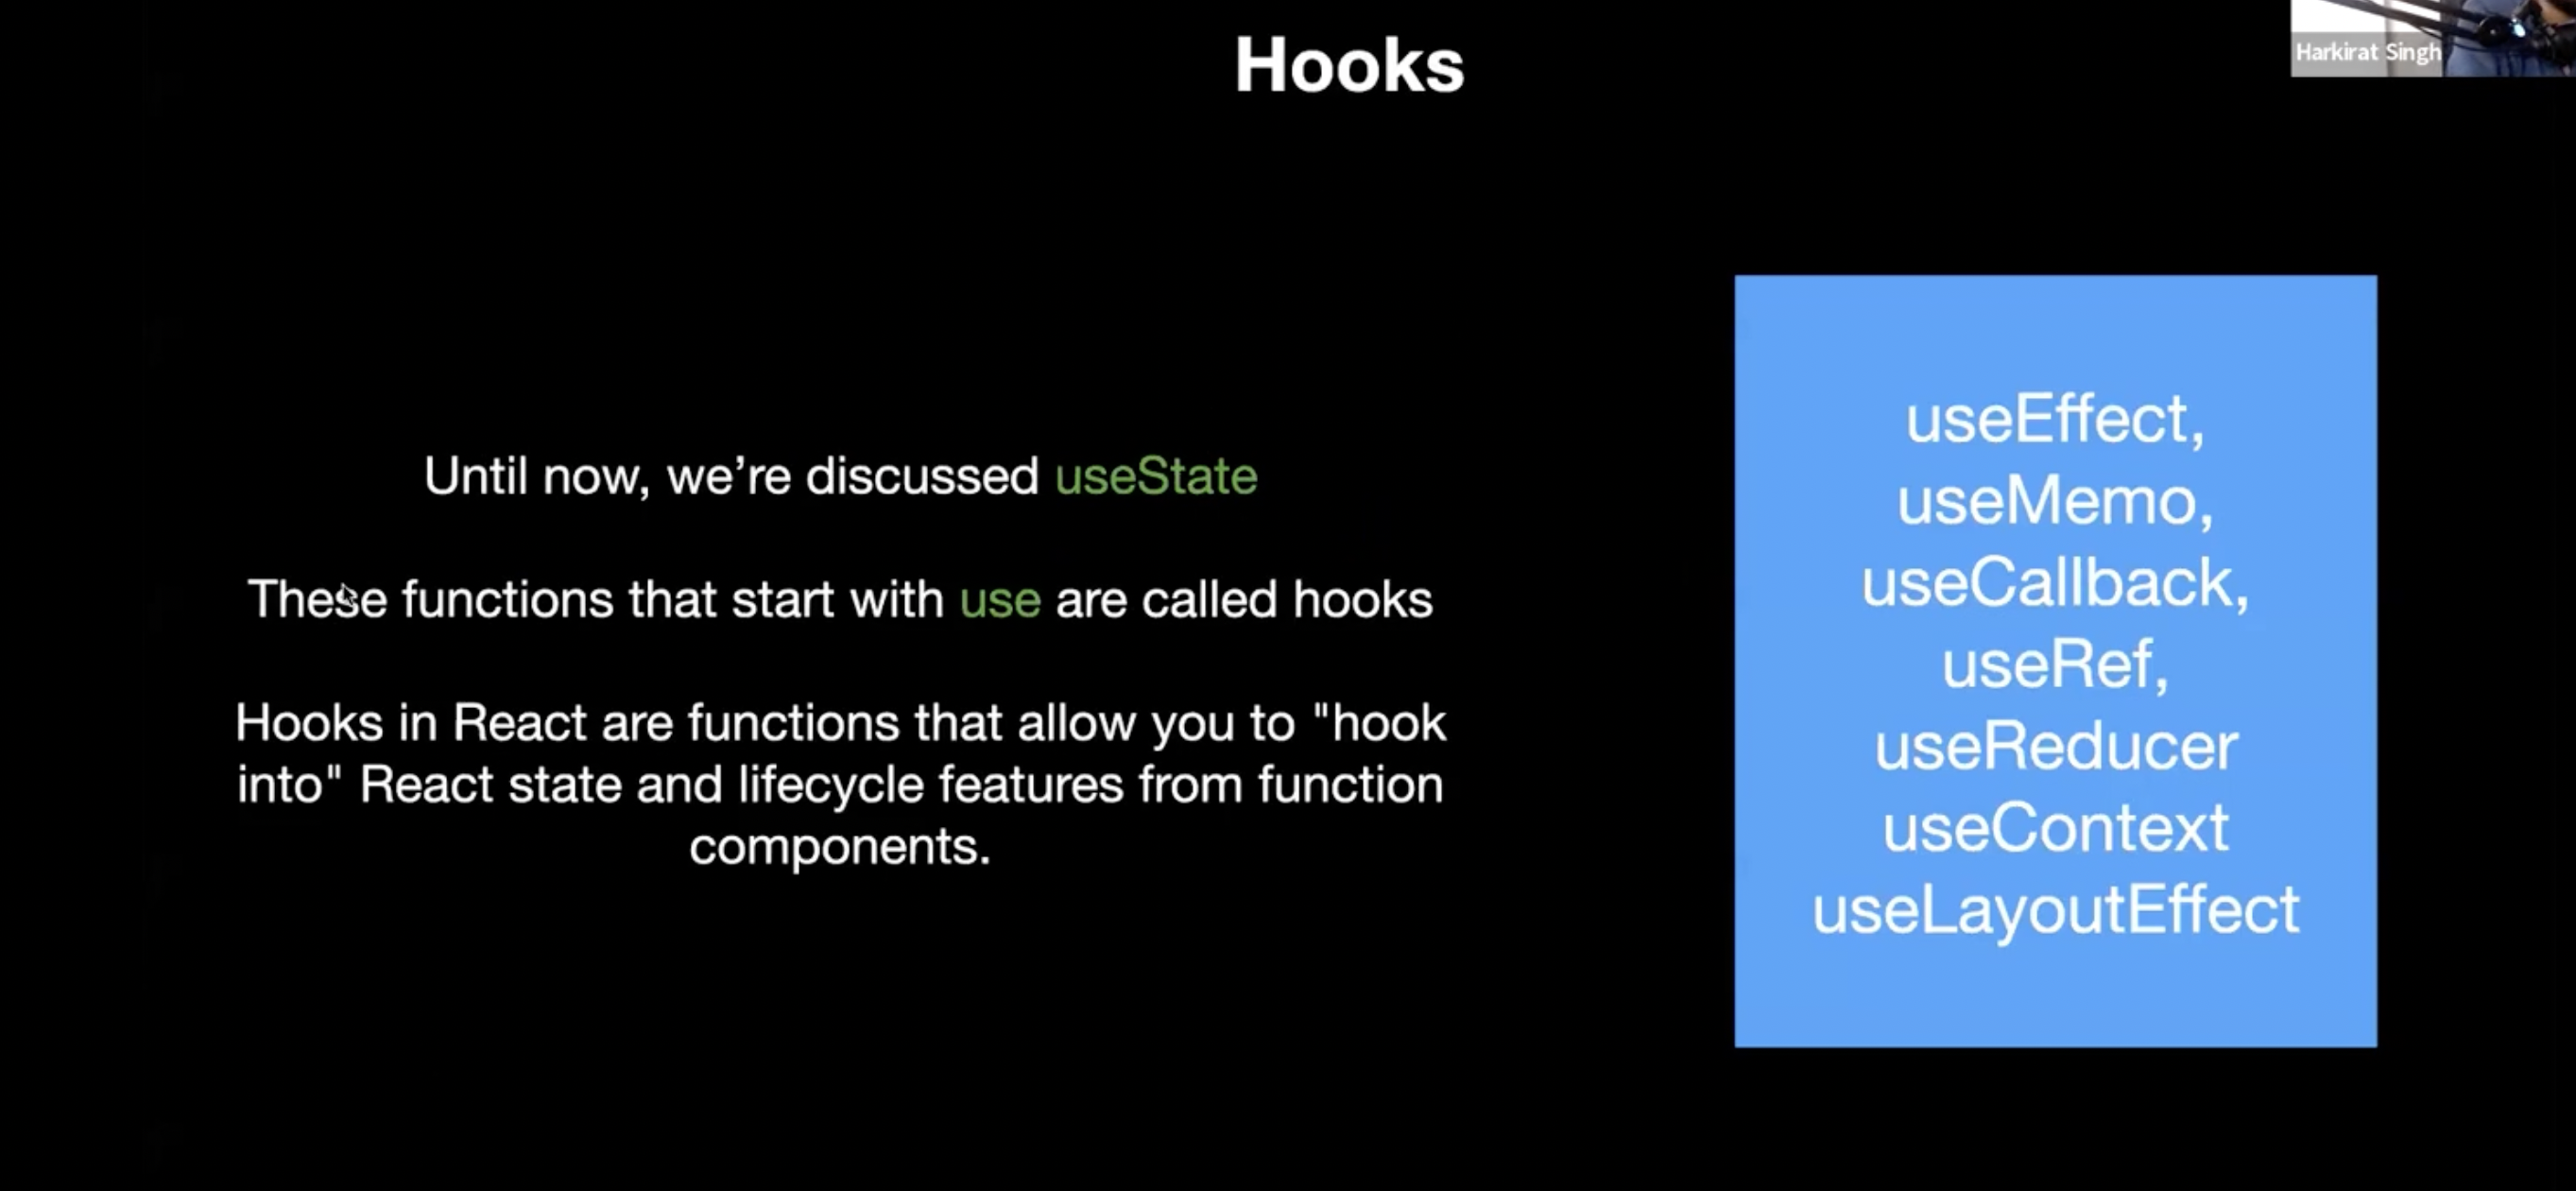 Hooks
Harkirat Singh
Until now, we’re discussed useState
These functions that start with use are called hooks
Hooks in React are functions that allow you to "hook
into" React state and lifecycle features from function
components.
useEffect,
useMemo,
useCallback,
useRef,
useReducer
useContext
useLayoutEffect